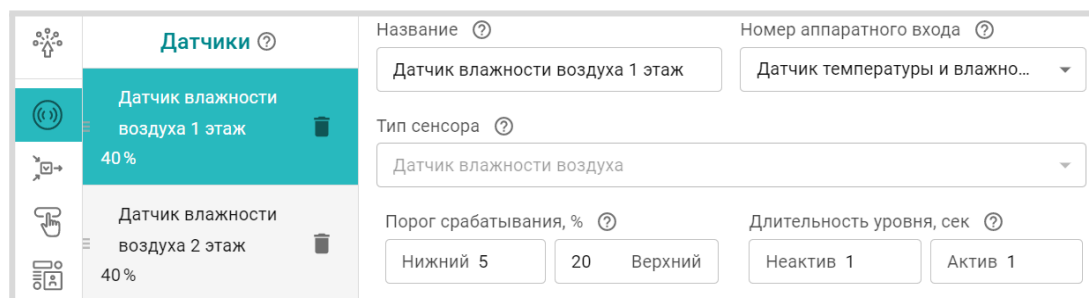 Датчики
Датчик влажности
воздуха 1 этаж
40 %
Датчик влажности
воздуха 2 этаж
40 %
Название
Номер аппаратного входа
Датчик влажности воздуха 1 этаж
Датчик температуры и влажно...
Тип сенсора
Датчик влажности воздуха
Порог срабатывания, %
Длительность уровня, сек
Нижний 5
20 Верхний
Неактив 1
Актив 1